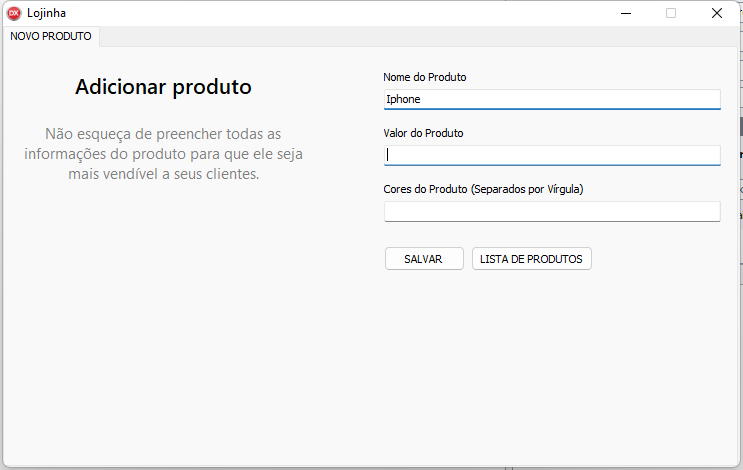 DX Lojinha
NOVO PRODUTO
Adicionar produto
Não esqueça de preencher todas as
informações do produto para que ele seja
mais vendível a seus clientes.
Nome do Produto
Iphone
Valor do Produto
Cores do Produto (Separados por Vírgula)
SALVAR
LISTA DE PRODUTOS